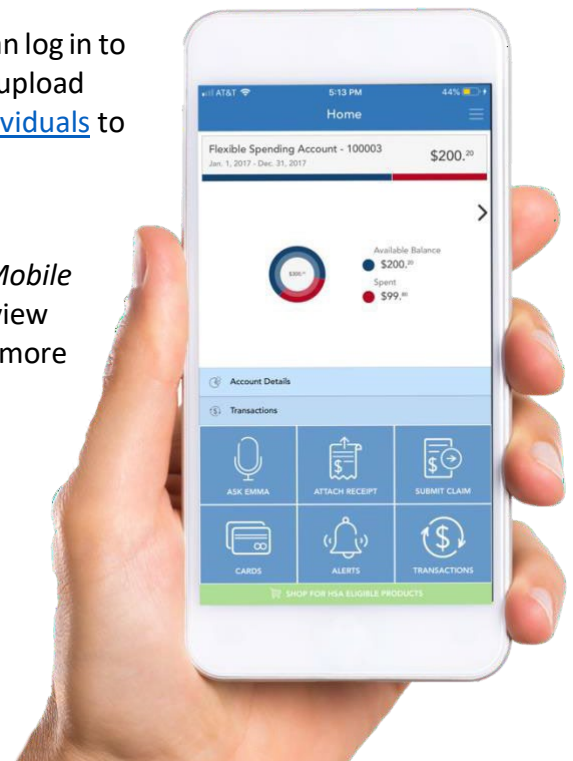 an log in to
upload
viduals to
Mobile
view
more
AT&T 5:13 PM 44%
Home
Flexible Spending Account - 100003 $200.20
Jan. 1, 2017 - Dec. 31, 2017
Available Balance
$200.20
Spent
$99.80
Account Details
Transactions
ASK EMMA ATTACH RECEIPT SUBMIT CLAIM
CARDS ALERTS TRANSACTIONS
SHOP FOR HSA ELIGIBLE PRODUCTS